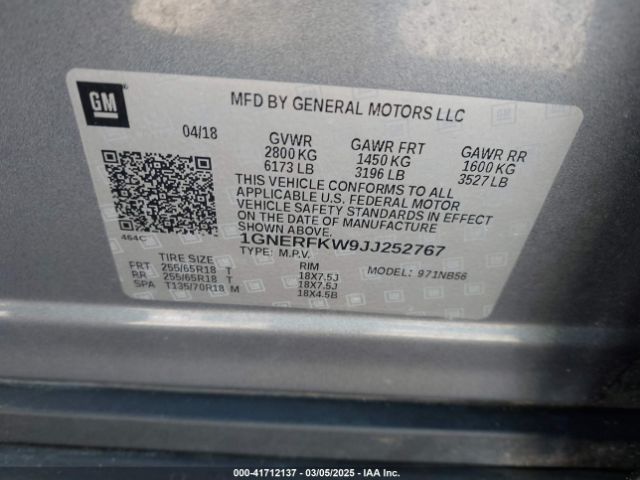 GM
MFD BY GENERAL MOTORS LLC
04/18
GVWR GAWR FRT GAWR RR
2800 KG 1450 KG 1600 KG
6173 LB 3196 LB 3527 LB
THIS VEHICLE CONFORMS TO ALL
APPLICABLE U.S. FEDERAL MOTOR
VEHICLE SAFETY STANDARDS IN EFFECT
ON THE DATE OF MANUFACTURE
SHOWN ABOVE.
464C
1GNERFKW9JJ252767
TYPE: M.P.V. MODEL: 971NB56
TIRE SIZE RIM
FRT 255/65R18 T 18X7.5J
RR 255/65R18 T 18X7.5J
SPA T135/70R18 M 18X4.5B
000-41712137 - 03/05/2025 - IAA Inc.